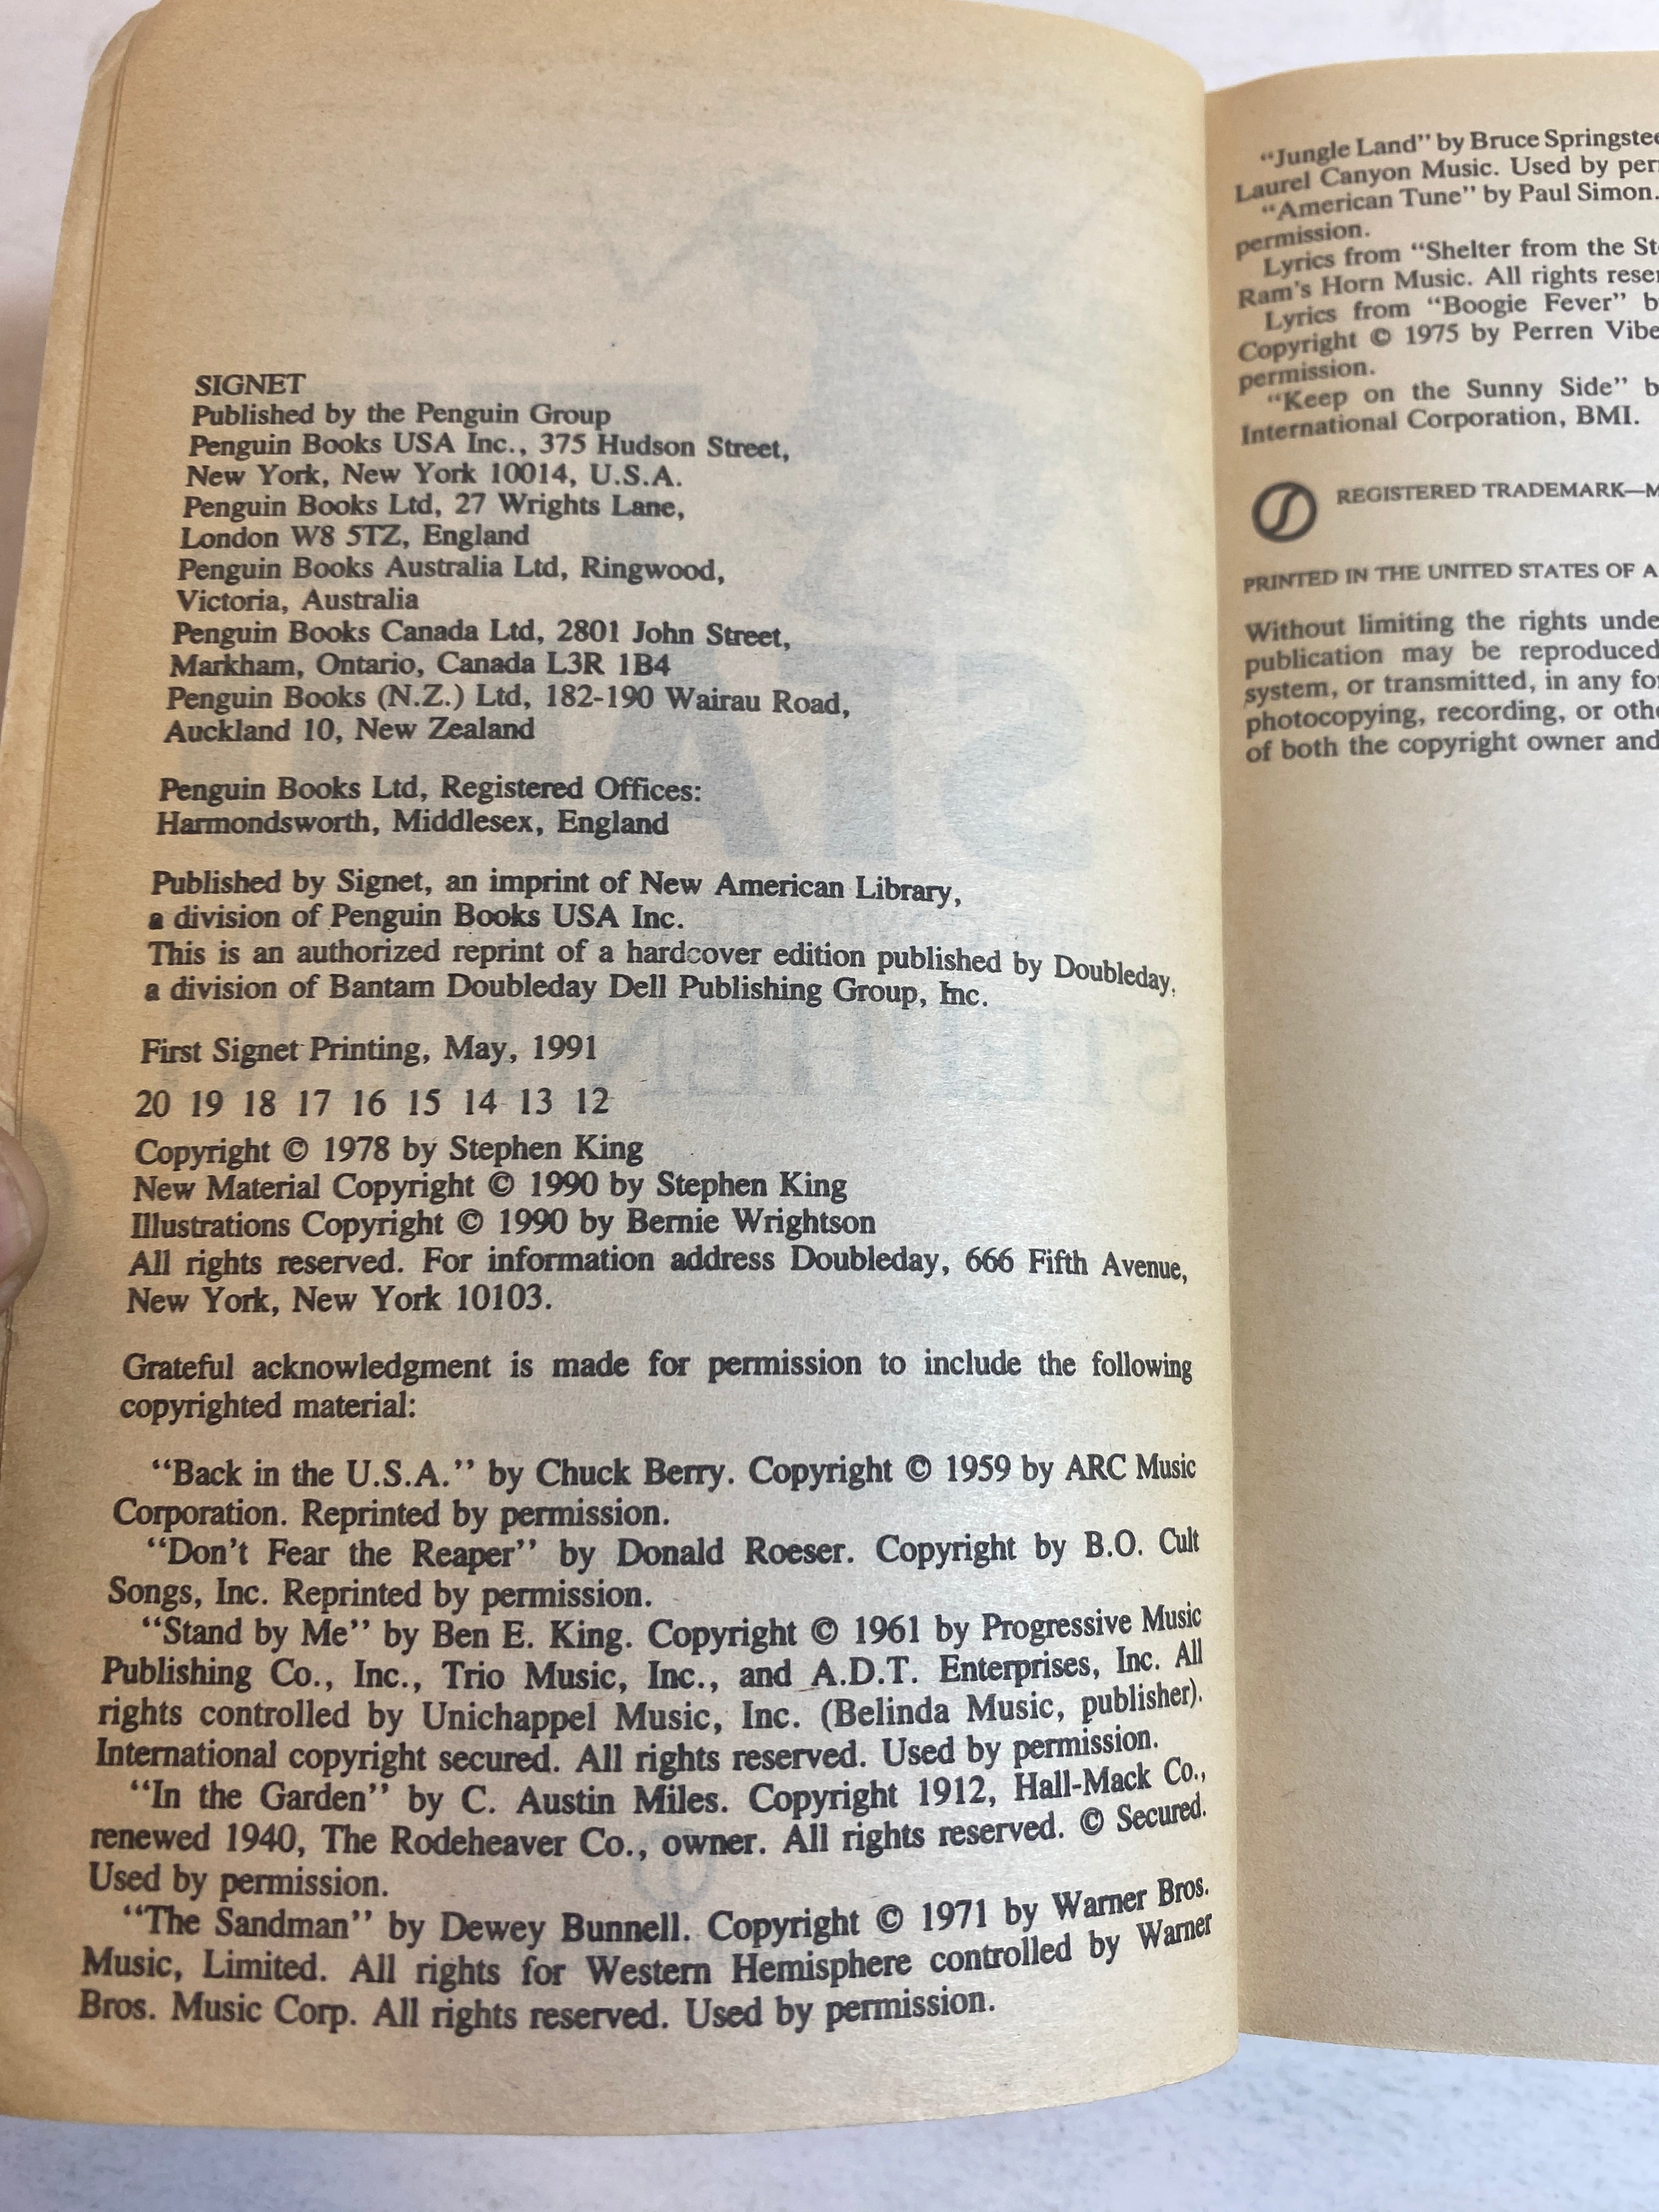 SIGNET
Published by the Penguin Group
Penguin Books USA Inc., 375 Hudson Street,
New York, New York 10014, U.S.A.
Penguin Books Ltd, 27 Wrights Lane,
London W8 5TZ, England
Penguin Books Australia Ltd, Ringwood,
Victoria, Australia
Penguin Books Canada Ltd, 2801 John Street,
Markham, Ontario, Canada L3R 1B4
Penguin Books (N.Z.) Ltd, 182-190 Wairau Road,
Auckland 10, New Zealand
Penguin Books Ltd, Registered Offices:
Harmondsworth, Middlesex, England
Published by Signet, an imprint of New American Library,
a division of Penguin Books USA Inc.
This is an authorized reprint of a hardcover edition published by Doubleday,
a division of Bantam Doubleday Dell Publishing Group, Inc.
First Signet Printing, May, 1991
20 19 18 17 16 15 14 13 12
Copyright © 1978 by Stephen King
New Material Copyright © 1990 by Stephen King
Illustrations Copyright © 1990 by Bernie Wrightson
All rights reserved. For information address Doubleday, 666 Fifth Avenue,
New York, New York 10103.
Grateful acknowledgment is made for permission to include the following
copyrighted material:
“Back in the U.S.A.” by Chuck Berry. Copyright © 1959 by ARC Music
Corporation. Reprinted by permission.
“Don't Fear the Reaper” by Donald Roeser. Copyright by B.O. Cult
Songs, Inc. Reprinted by permission.
“Stand by Me” by Ben E. King. Copyright © 1961 by Progressive Music
Publishing Co., Inc., Trio Music, Inc., and A.D.T. Enterprises, Inc. All
rights controlled by Unichappel Music, Inc. (Belinda Music, publisher).
International copyright secured. All rights reserved. Used by permission.
“In the Garden” by C. Austin Miles. Copyright 1912, Hall-Mack Co.,
renewed 1940, The Rodeheaver Co., owner. All rights reserved. © Secured.
Used by permission.
“The Sandman” by Dewey Bunnell. Copyright © 1971 by Warner Bros.
Music, Limited. All rights for Western Hemisphere controlled by Warner
Bros. Music Corp. All rights reserved. Used by permission.
“Jungle Land” by Bruce Springstee
Laurel Canyon Music. Used by per
“American Tune” by Paul Simon.
permission.
Lyrics from “Shelter from the St
Ram's Horn Music. All rights rese
Lyrics from “Boogie Fever” b
Copyright © 1975 by Perren Vibe
permission.
“Keep on the Sunny Side” b
International Corporation, BMI.
REGISTERED TRADEMARK—M
PRINTED IN THE UNITED STATES OF A
Without limiting the rights unde
publication may be reproduced
system, or transmitted, in any fo
photocopying, recording, or othe
of both the copyright owner and